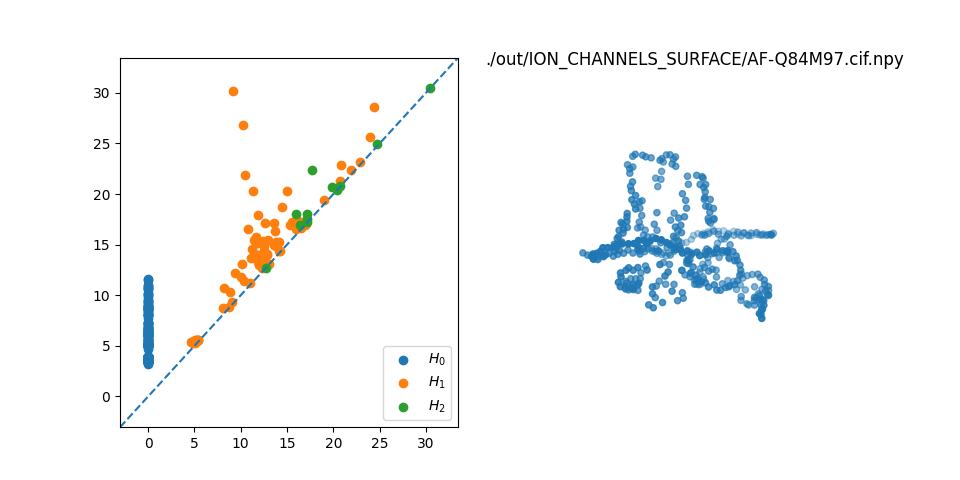 ./out/ION_CHANNELS_SURFACE/AF-Q84M97.cif.npy
30
25
20
15
10
5
0
H₀
H₁
H₂
0 5 10 15 20 25 30